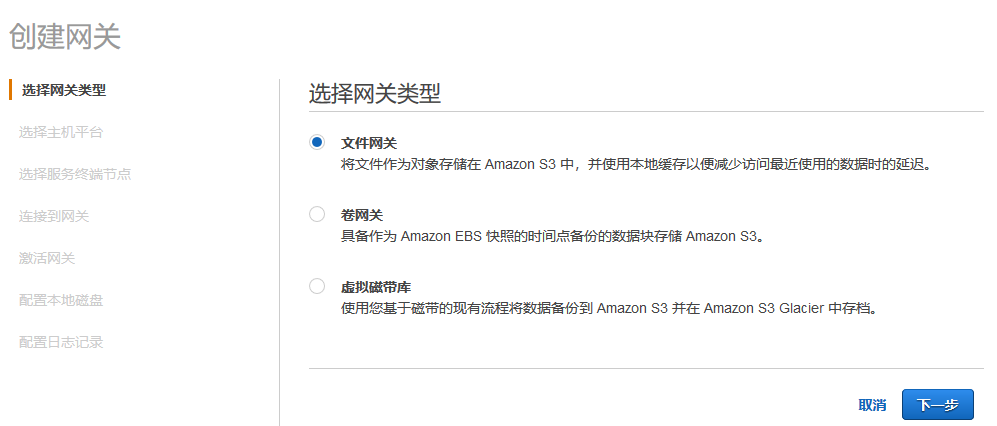 创建网关
选择网关类型
选择主机平台
选择服务终端节点
连接到网关
激活网关
配置本地磁盘
配置日志记录
选择网关类型
文件网关
将文件作为对象存储在 Amazon S3 中，并使用本地缓存以便减少访问最近使用的数据时的延迟。
卷网关
具备作为 Amazon EBS 快照的时间点备份的数据块存储 Amazon S3。
虚拟磁带库
使用您基于磁带的现有流程将数据备份到 Amazon S3 并在 Amazon S3 Glacier 中存档。
取消
下一步